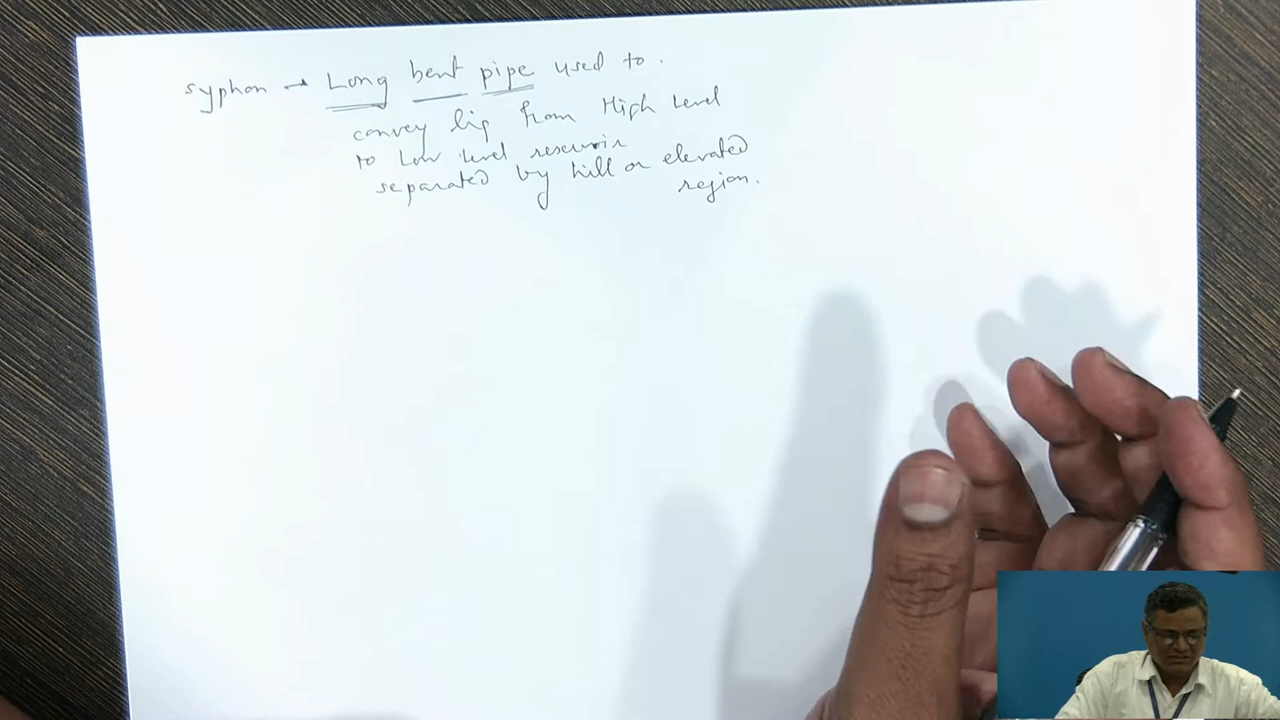 syphon → Long bent pipe used to.
convey liq from High Level
to Low level reservoir
separated by hill or elevated
region.